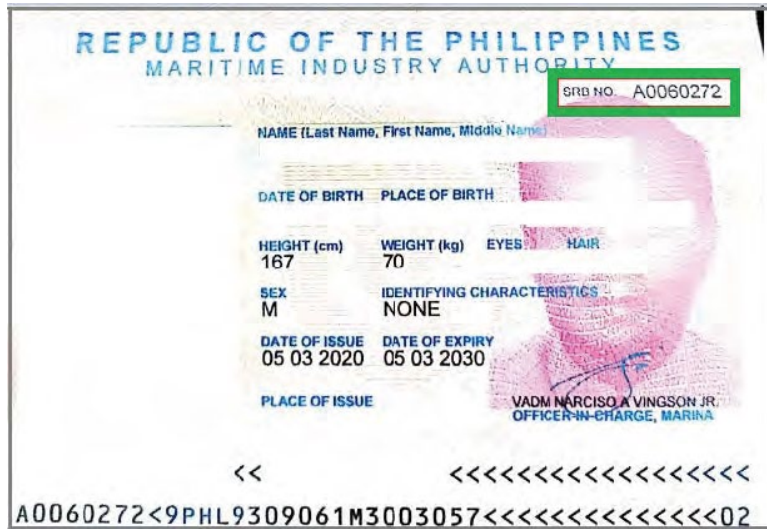 REPUBLIC OF THE PHILIPPINES
MARITIME INDUSTRY AUTHORITY
SRB NO. A0060272
NAME (Last Name, First Name, Middle Name)
DATE OF BIRTH PLACE OF BIRTH
HEIGHT (cm) WEIGHT (kg) EYES HAIR
167 70
SEX IDENTIFYING CHARACTERISTICS
M NONE
DATE OF ISSUE DATE OF EXPIRY
05 03 2020 05 03 2030
PLACE OF ISSUE
VADM NARCISO A VINGSON JR.
OFFICER-IN-CHARGE, MARINA
<< <<<<<<<<<<<<<<<<<<
A0060272<9PHL9309061M3003057<<<<<<<<<<<<<<02